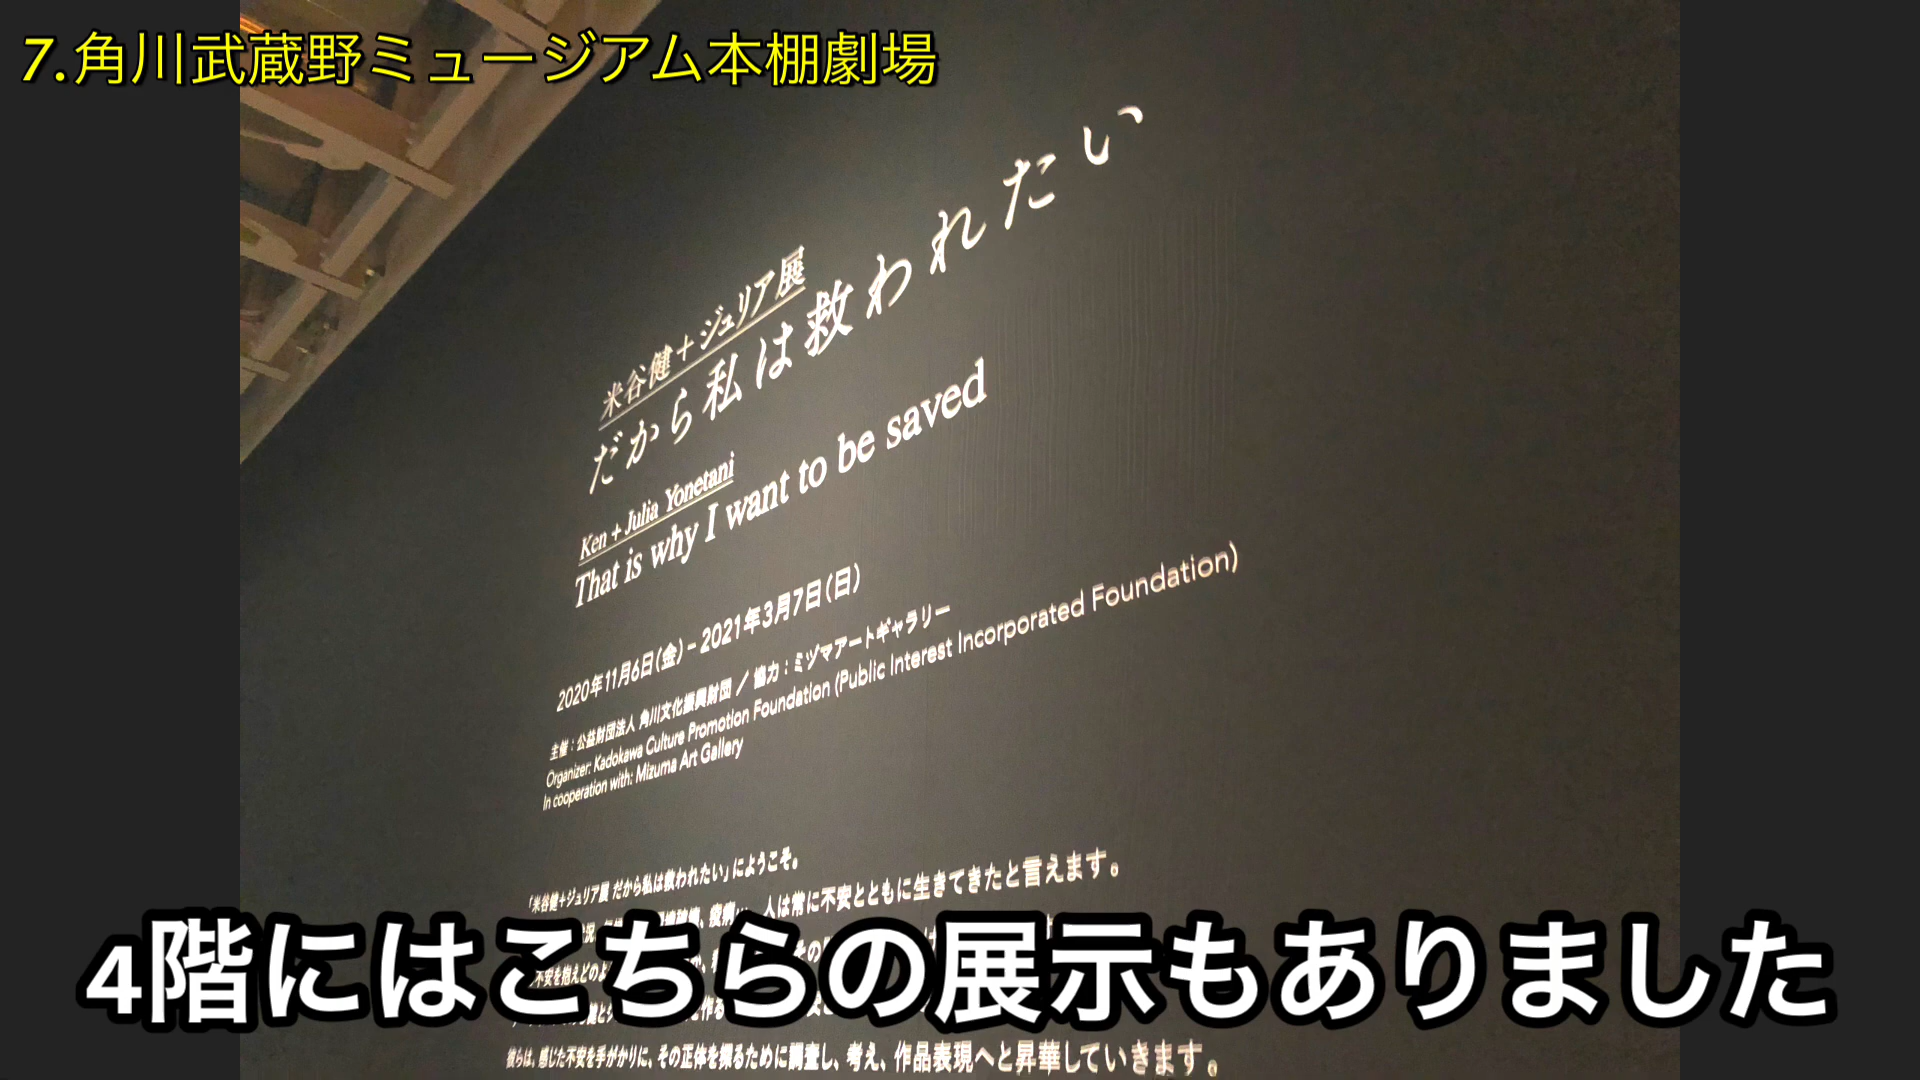 7.角川武蔵野ミュージアム本棚劇場
米谷健+ジュリア展
だから私は救われたい
Ken + Julia Yonetani
That is why I want to be saved
2020年11月6日(金)-2021年3月7日(日)
主催:公益財団法人 角川文化振興財団 / 協力:ミヅマアートギャラリー
Organizer: Kadokawa Culture Promotion Foundation (Public Interest Incorporated Foundation)
In cooperation with: Mizuma Art Gallery
「米谷健+ジュリア展 だから私は救われたい」にようこそ。
疫病… 人は常に不安とともに生きてきたと言えます。
不安を抱えどのよ
4階にはこちらの展示もありました
彼らは、感じた不安を手がかりに、その正体を探るために調査し、考え、作品表現へと昇華していきます。